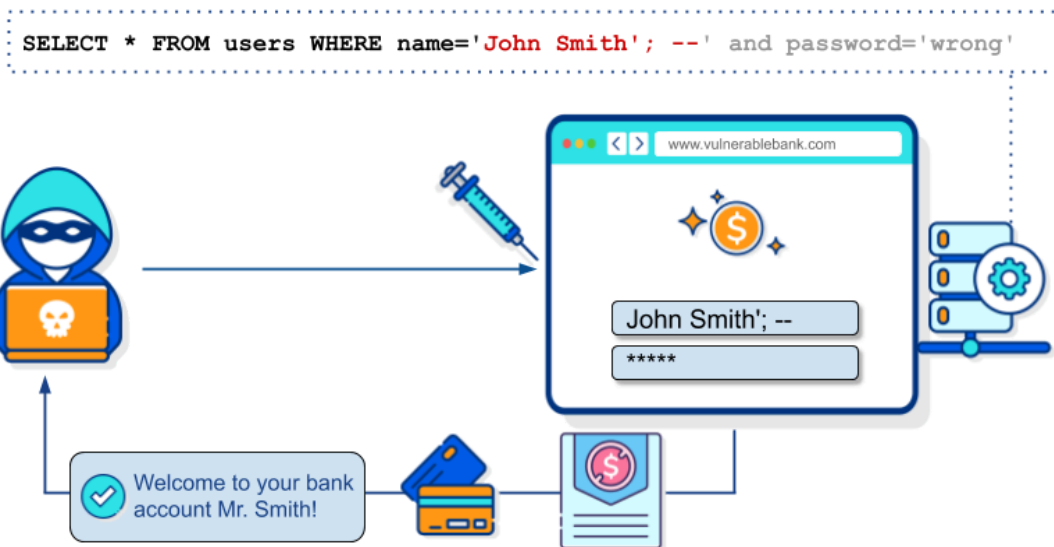 SELECT * FROM users WHERE name='John Smith'; --' and password='wrong'
www.vulnerablebank.com
$
John Smith'; --
*****
Welcome to your bank
account Mr. Smith!
$